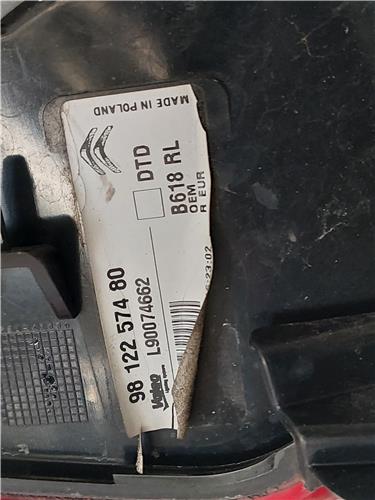 MADE IN POLAND
DTD
B618 RL
OEM
R EUR
:23:02
98 122 574 80
L90074662
Valeo